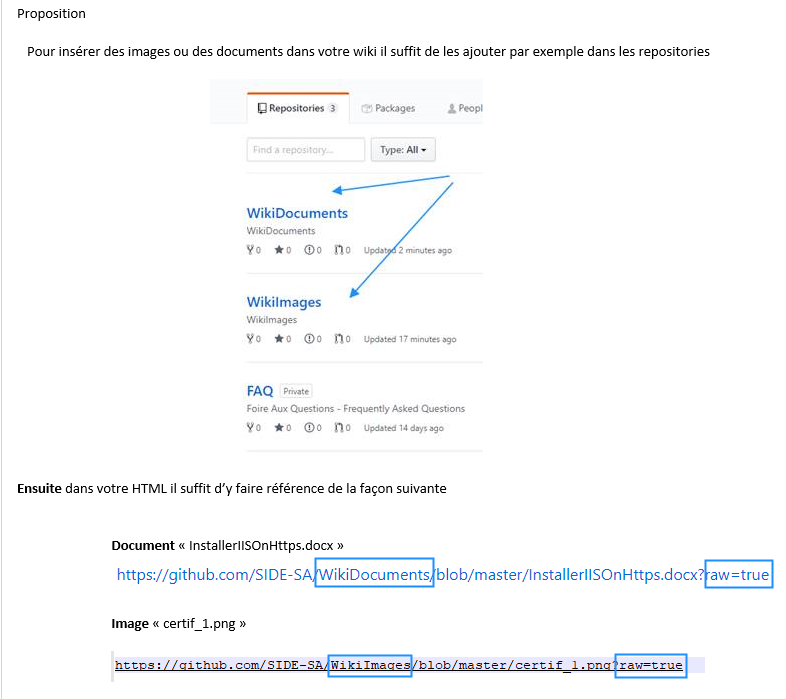 Proposition
Pour insérer des images ou des documents dans votre wiki il suffit de les ajouter par exemple dans les repositories
Repositories 3 Packages Peopl
Find a repository... Type: All
WikiDocuments
WikiDocuments
0 0 0 0 Updated 2 minutes ago
WikiImages
WikiImages
0 0 0 0 Updated 17 minutes ago
FAQ Private
Foire Aux Questions - Frequently Asked Questions
0 0 0 0 Updated 14 days ago
Ensuite dans votre HTML il suffit d’y faire référence de la façon suivante
Document « InstallerIISOnHttps.docx »
https://github.com/SIDE-SA/WikiDocuments/blob/master/InstallerIISOnHttps.docx?raw=true
Image « certif_1.png »
https://github.com/SIDE-SA/WikiImages/blob/master/certif_1.png?raw=true